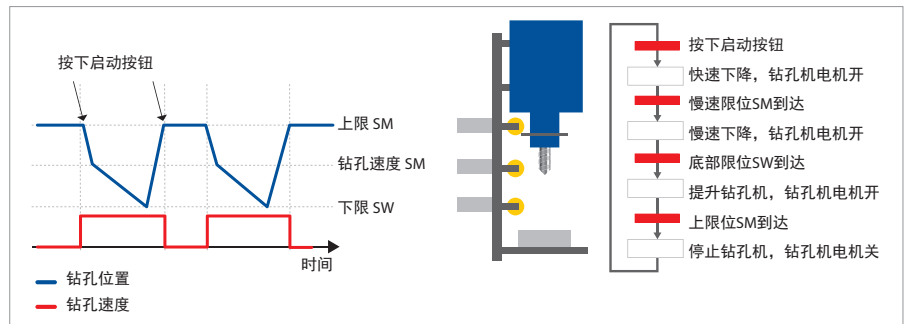 按下启动按钮
上限 SM
钻孔速度 SM
下限 SW
时间
钻孔位置
钻孔速度
按下启动按钮
快速下降，钻孔机电机开
慢速限位SM到达
慢速下降，钻孔机电机开
底部限位SW到达
提升钻孔机，钻孔机电机开
上限位SM到达
停止钻孔机，钻孔机电机关